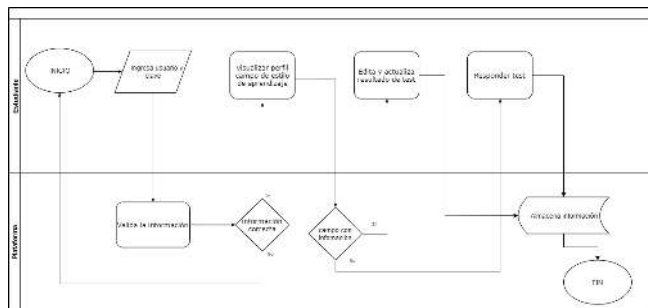 Estudiante
INICIO
Ingresa usuario y
clave
Visualizar perfil
campo de estilo
de aprendizaje
Edita y actualiza
resultado de test
Responder test
Plataforma
Valida la información
Información
correcta
campo con
información
Almacena información
FIN